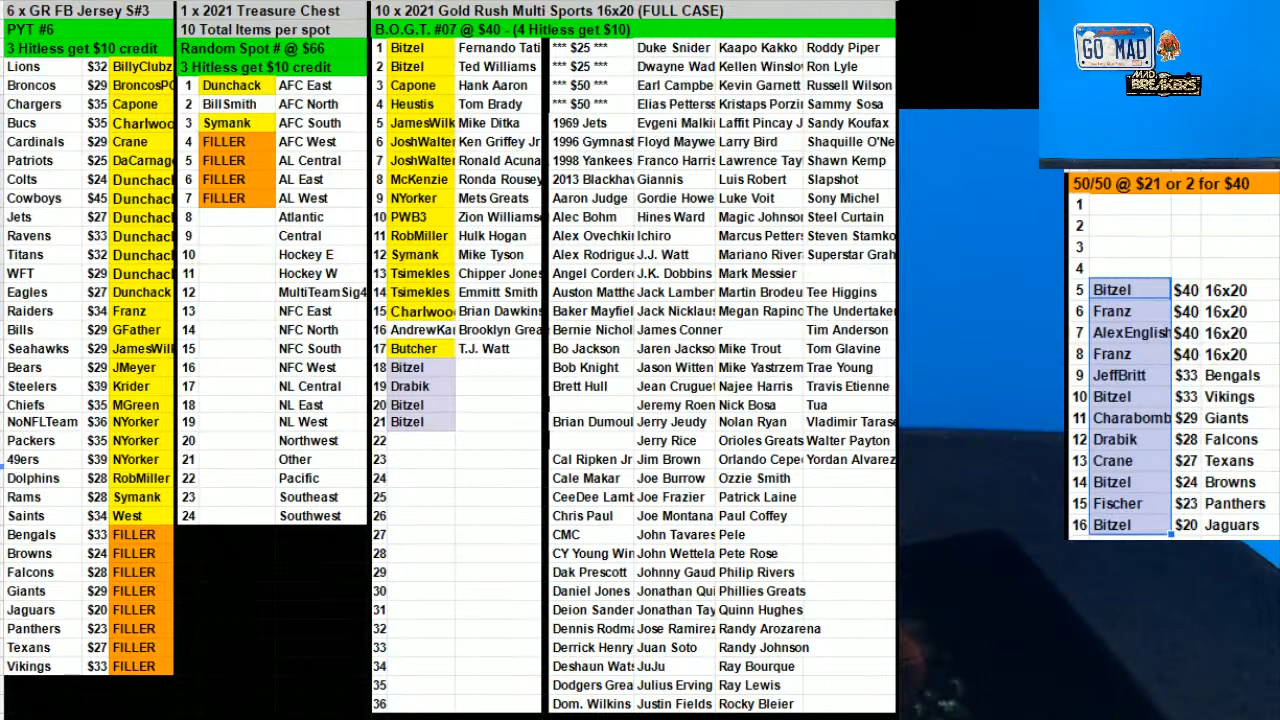 6 x GR FB Jersey S#3
PYT #6
3 Hitless get $10 credit
Lions $32 BillyClubz
Broncos $29 BroncosPC
Chargers $35 Capone
Bucs $35 Charlwoo
Cardinals $29 Crane
Patriots $25 DaCarnage
Colts $24 Dunchack
Cowboys $45 Dunchack
Jets $27 Dunchack
Ravens $33 Dunchack
Titans $32 Dunchack
WFT $29 Dunchack
Eagles $27 Dunchack
Raiders $34 Franz
Bills $29 GFather
Seahawks $29 JamesWilk
Bears $29 JMeyer
Steelers $39 Krider
Chiefs $35 MGreen
NoNFLTeam $36 NYorker
Packers $35 NYorker
49ers $39 NYorker
Dolphins $28 RobMiller
Rams $28 Symank
Saints $34 West
Bengals $33 FILLER
Browns $24 FILLER
Falcons $28 FILLER
Giants $29 FILLER
Jaguars $20 FILLER
Panthers $23 FILLER
Texans $27 FILLER
Vikings $33 FILLER
1 x 2021 Treasure Chest
10 Total Items per spot
Random Spot # @ $66
3 Hitless get $10 credit
1 Dunchack AFC East
2 BillSmith AFC North
3 Symank AFC South
4 FILLER AFC West
5 FILLER AL Central
6 FILLER AL East
7 FILLER AL West
8 Atlantic
9 Central
10 Hockey E
11 Hockey W
12 MultiTeamSig4
13 NFC East
14 NFC North
15 NFC South
16 NFC West
17 NL Central
18 NL East
19 NL West
20 Northwest
21 Other
22 Pacific
23 Southeast
24 Southwest
10 x 2021 Gold Rush Multi Sports 16x20 (FULL CASE)
B.O.G.T. #07 @ $40 - (4 Hitless get $10)
1 Bitzel Fernando Tati *** $25 *** Duke Snider Kaapo Kakko Roddy Piper
2 Bitzel Ted Williams *** $25 *** Dwayne Wad Kellen Winslo Ron Lyle
3 Capone Hank Aaron *** $50 *** Earl Campbe Kevin Garnett Russell Wilson
4 Heustis Tom Brady *** $50 *** Elias Petterss Kristaps Porzi Sammy Sosa
5 JamesWilk Mike Ditka 1969 Jets Evgeni Malki Laffit Pincay J Sandy Koufax
6 JoshWalter Ken Griffey Jr 1996 Gymnast Floyd Maywe Larry Bird Shaquille O'Ne
7 JoshWalter Ronald Acuna 1998 Yankees Franco Harris Lawrence Tay Shawn Kemp
8 McKenzie Ronda Rousey 2013 Blackhav Giannis Luis Robert Slapshot
9 NYorker Mets Greats Aaron Judge Gordie Howe Luke Voit Sony Michel
10 PWB3 Zion Williams Alec Bohm Hines Ward Magic Johnso Steel Curtain
11 RobMiller Hulk Hogan Alex Ovechki Ichiro Marcus Petters Steven Stamko
12 Symank Mike Tyson Alex Rodrigue J.J. Watt Mariano River Superstar Grah
13 Tsimekles Chipper Jones Angel Corder J.K. Dobbins Mark Messier
14 Tsimekles Emmitt Smith Auston Matth Jack Lamber Martin Brodeu Tee Higgins
15 Charlwoo Brian Dawkins Baker Mayfiel Jack Nicklaus Megan Rapino The Undertaker
16 AndrewKar Brooklyn Grea Bernie Nichol James Conner Tim Anderson
17 Butcher T.J. Watt Bo Jackson Jaren Jackso Mike Trout Tom Glavine
18 Bitzel Bob Knight Jason Witten Mike Yastrzem Trae Young
19 Drabik Brett Hull Jean Cruguet Najee Harris Travis Etienne
20 Bitzel Jeremy Roen Nick Bosa Tua
21 Bitzel Brian Dumoul Jerry Jeudy Nolan Ryan Vladimir Tarase
22 Jerry Rice Orioles Greats Walter Payton
23 Cal Ripken Jr Jim Brown Orlando Cepe Yordan Alvarez
24 Cale Makar Joe Burrow Ozzie Smith
25 CeeDee Lamb Joe Frazier Patrick Laine
26 Chris Paul Joe Montana Paul Coffey
27 CMC John Tavares Pele
28 CY Young Win John Wettela Pete Rose
29 Dak Prescott Johnny Gaud Philip Rivers
30 Daniel Jones Jonathan Qui Phillies Greats
31 Deion Sander Jonathan Tay Quinn Hughes
32 Dennis Rodma Jose Ramirez Randy Arozarena
33 Derrick Henry Juan Soto Randy Johnson
34 Deshaun Wats JuJu Ray Bourque
35 Dodgers Grea Julius Erving Ray Lewis
36 Dom. Wilkins Justin Fields Rocky Bleier
GO MAD
MAD
BREAKERS
50/50 @ $21 or 2 for $40
1
2
3
4
5 Bitzel $40 16x20
6 Franz $40 16x20
7 AlexEnglish $40 16x20
8 Franz $40 16x20
9 JeffBritt $33 Bengals
10 Bitzel $33 Vikings
11 Charabomb $29 Giants
12 Drabik $28 Falcons
13 Crane $27 Texans
14 Bitzel $24 Browns
15 Fischer $23 Panthers
16 Bitzel $20 Jaguars